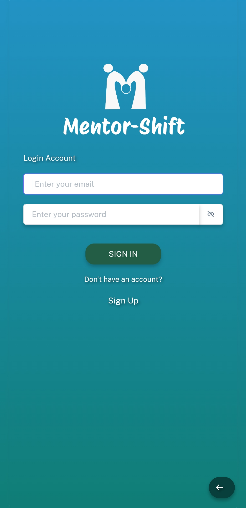 Mentor-Shift
Login Account
Enter your email
Enter your password
SIGN IN
Don't have an account?
Sign Up